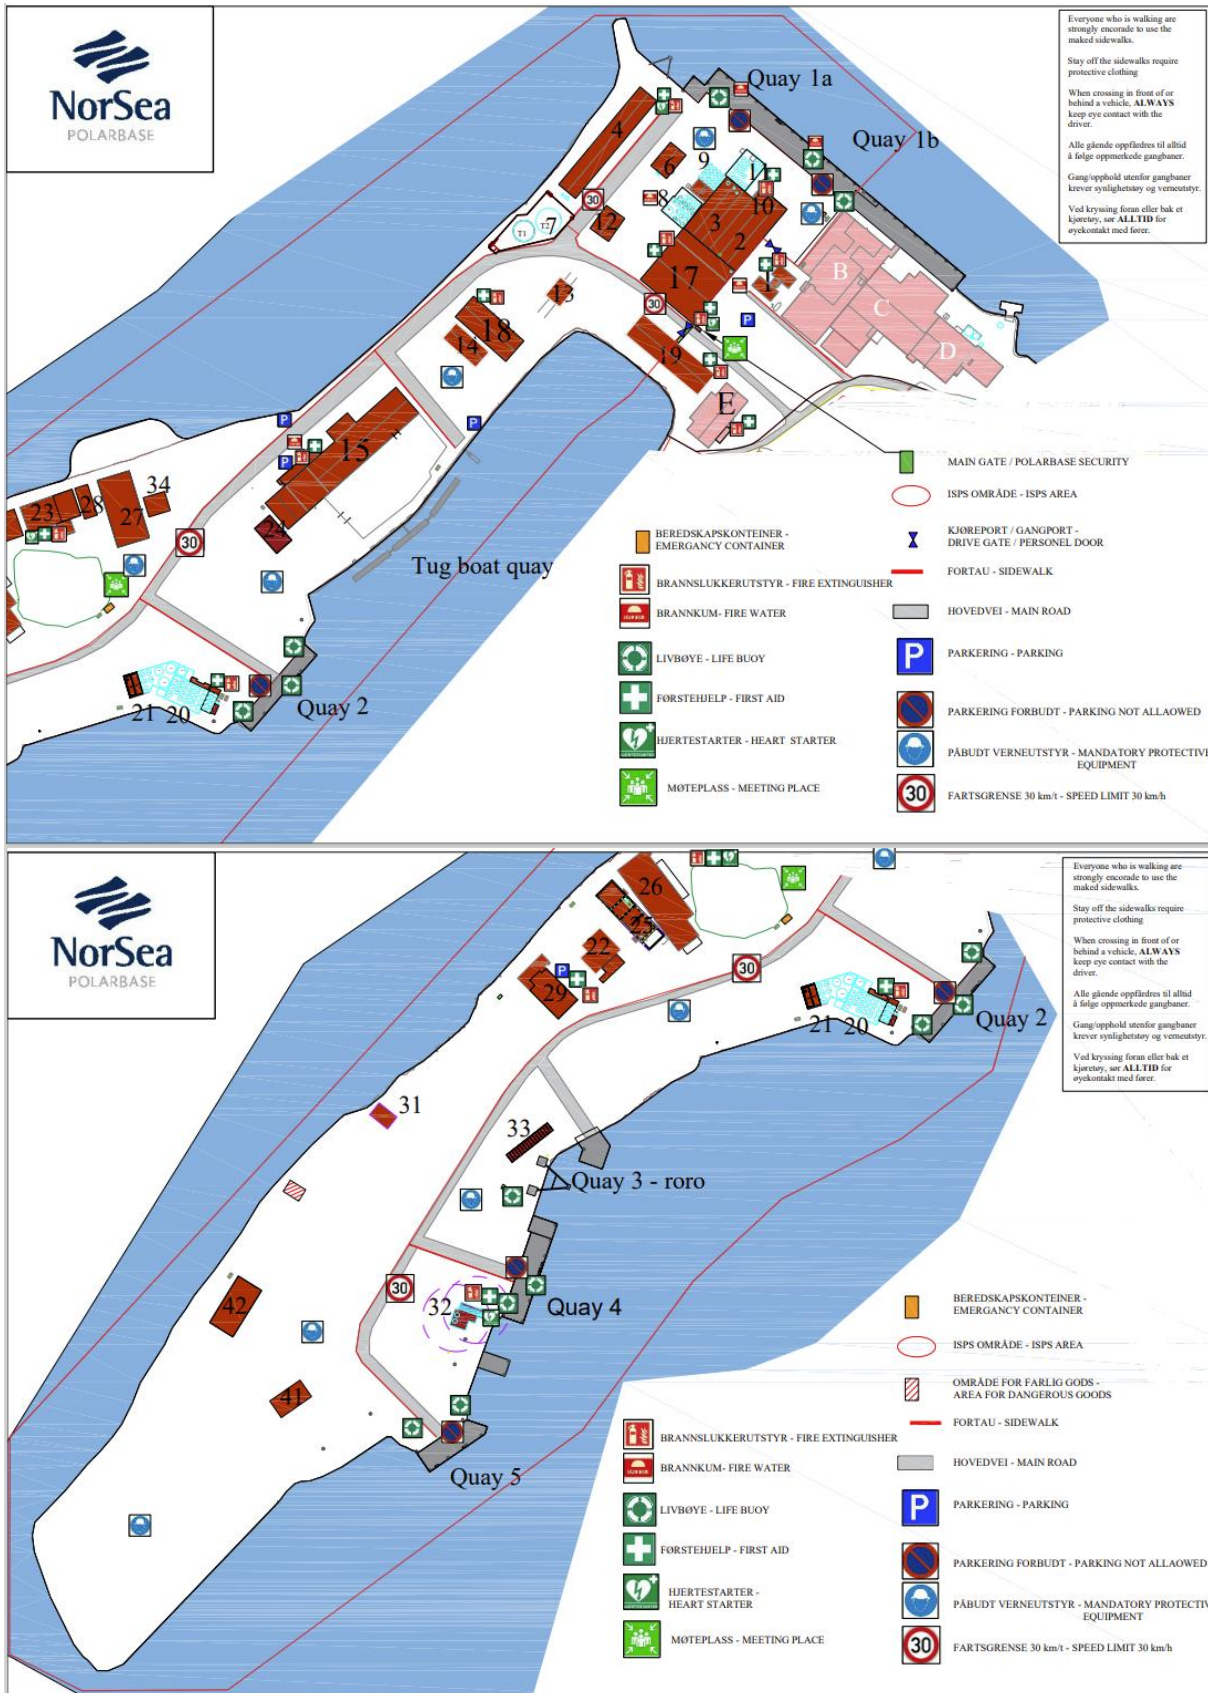 NorSea
POLARBASE
Everyone who is walking are
strongly encorade to use the
maked sidewalks.
Stay off the sidewalks require
protective clothing
When crossing in front of or
behind a vehicle, ALWAYS
keep eye contact with the
driver.
Alle gående oppfårdres til alltid
å følge oppmerkede gangbaner.
Gang/opphold utenfor gangbaner
krever synlighetstøy og verneutstyr.
Ved kryssing foran eller bak et
kjøretøy, sør ALLTID for
øyekontakt med fører.
Quay 1a
Quay 1b
4
6
9
11
8
10
7
T1
T2
12
3
2
30
17
1
B
C
D
13
30
18
14
19
P
E
P
P
P
15
34
28
27
23
24
30
Tug boat quay
21
20
Quay 2
MAIN GATE / POLARBASE SECURITY
ISPS OMRÅDE - ISPS AREA
KJØREPORT / GANGPORT -
DRIVE GATE / PERSONEL DOOR
FORTAU - SIDEWALK
HOVEDVEI - MAIN ROAD
P
PARKERING - PARKING
PARKERING FORBUDT - PARKING NOT ALLAOWED
PÅBUDT VERNEUTSTYR - MANDATORY PROTECTIVE
EQUIPMENT
30
FARTSGRENSE 30 km/t - SPEED LIMIT 30 km/h
BEREDSKAPSKONTEINER -
EMERGANCY CONTAINER
BRANNSLUKKERUTSTYR - FIRE EXTINGUISHER
BRANNKUM- FIRE WATER
LIVBØYE - LIFE BUOY
FØRSTEHJELP - FIRST AID
HJERTESTARTER - HEART STARTER
MØTEPLASS - MEETING PLACE
NorSea
POLARBASE
Everyone who is walking are
strongly encorade to use the
maked sidewalks.
Stay off the sidewalks require
protective clothing
When crossing in front of or
behind a vehicle, ALWAYS
keep eye contact with the
driver.
Alle gående oppfårdres til alltid
å følge oppmerkede gangbaner.
Gang/opphold utenfor gangbaner
krever synlighetstøy og verneutstyr.
Ved kryssing foran eller bak et
kjøretøy, sør ALLTID for
øyekontakt med fører.
26
25
22
P
29
30
21
20
Quay 2
31
33
Quay 3 - roro
30
32
Quay 4
42
41
Quay 5
BEREDSKAPSKONTEINER -
EMERGANCY CONTAINER
ISPS OMRÅDE - ISPS AREA
OMRÅDE FOR FARLIG GODS -
AREA FOR DANGEROUS GOODS
FORTAU - SIDEWALK
HOVEDVEI - MAIN ROAD
P
PARKERING - PARKING
PARKERING FORBUDT - PARKING NOT ALLAOWED
PÅBUDT VERNEUTSTYR - MANDATORY PROTECTIV
EQUIPMENT
30
FARTSGRENSE 30 km/t - SPEED LIMIT 30 km/h
BRANNSLUKKERUTSTYR - FIRE EXTINGUISHER
BRANNKUM- FIRE WATER
LIVBØYE - LIFE BUOY
FØRSTEHJELP - FIRST AID
HJERTESTARTER -
HEART STARTER
MØTEPLASS - MEETING PLACE